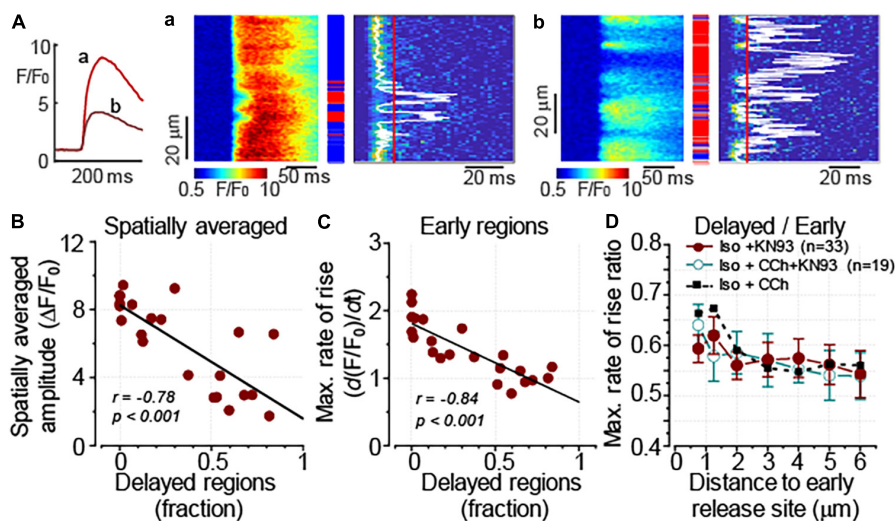 A
F/F0
10
5
0
a
b
200 ms
a
20 µm
0.5 F/F0 10
50 ms
20 ms
b
20 µm
0.5 F/F0 10
50 ms
20 ms
B
Spatially averaged
Spatially averaged
amplitude (ΔF/F0)
12
8
4
0
r = -0.78
p < 0.001
0 0.5 1
Delayed regions
(fraction)
C
Early regions
Max. rate of rise
(d(F/F0)/dt)
3
2
1
0
r = -0.84
p < 0.001
0 0.5 1
Delayed regions
(fraction)
D
Delayed / Early
Max. rate of rise ratio
0.8
0.7
0.6
0.5
0.4
Iso +KN93 (n=33)
Iso + CCh+KN93 (n=19)
Iso + CCh
0 1 2 3 4 5 6
Distance to early
release site (µm)